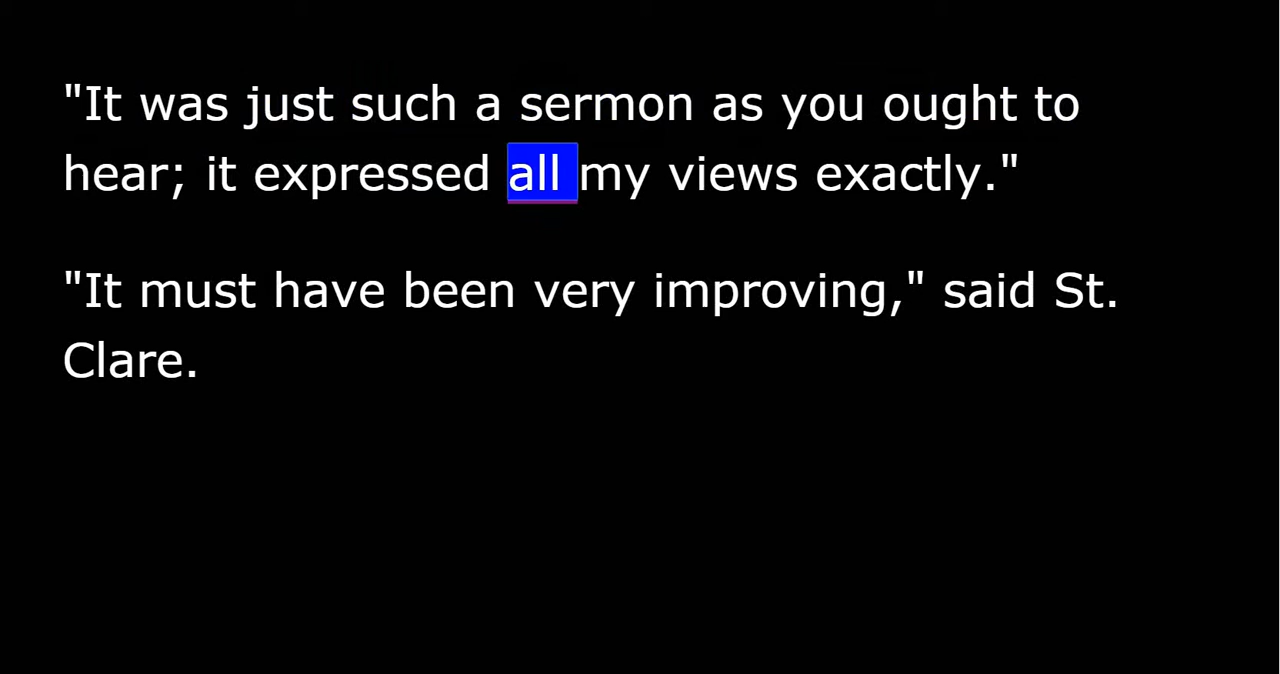 "It was just such a sermon as you ought to
hear; it expressed all my views exactly."
"It must have been very improving," said St.
Clare.